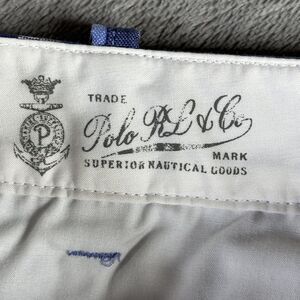 TRADE
Polo RL & Co.
MARK
SUPERIOR NAUTICAL GOODS
P